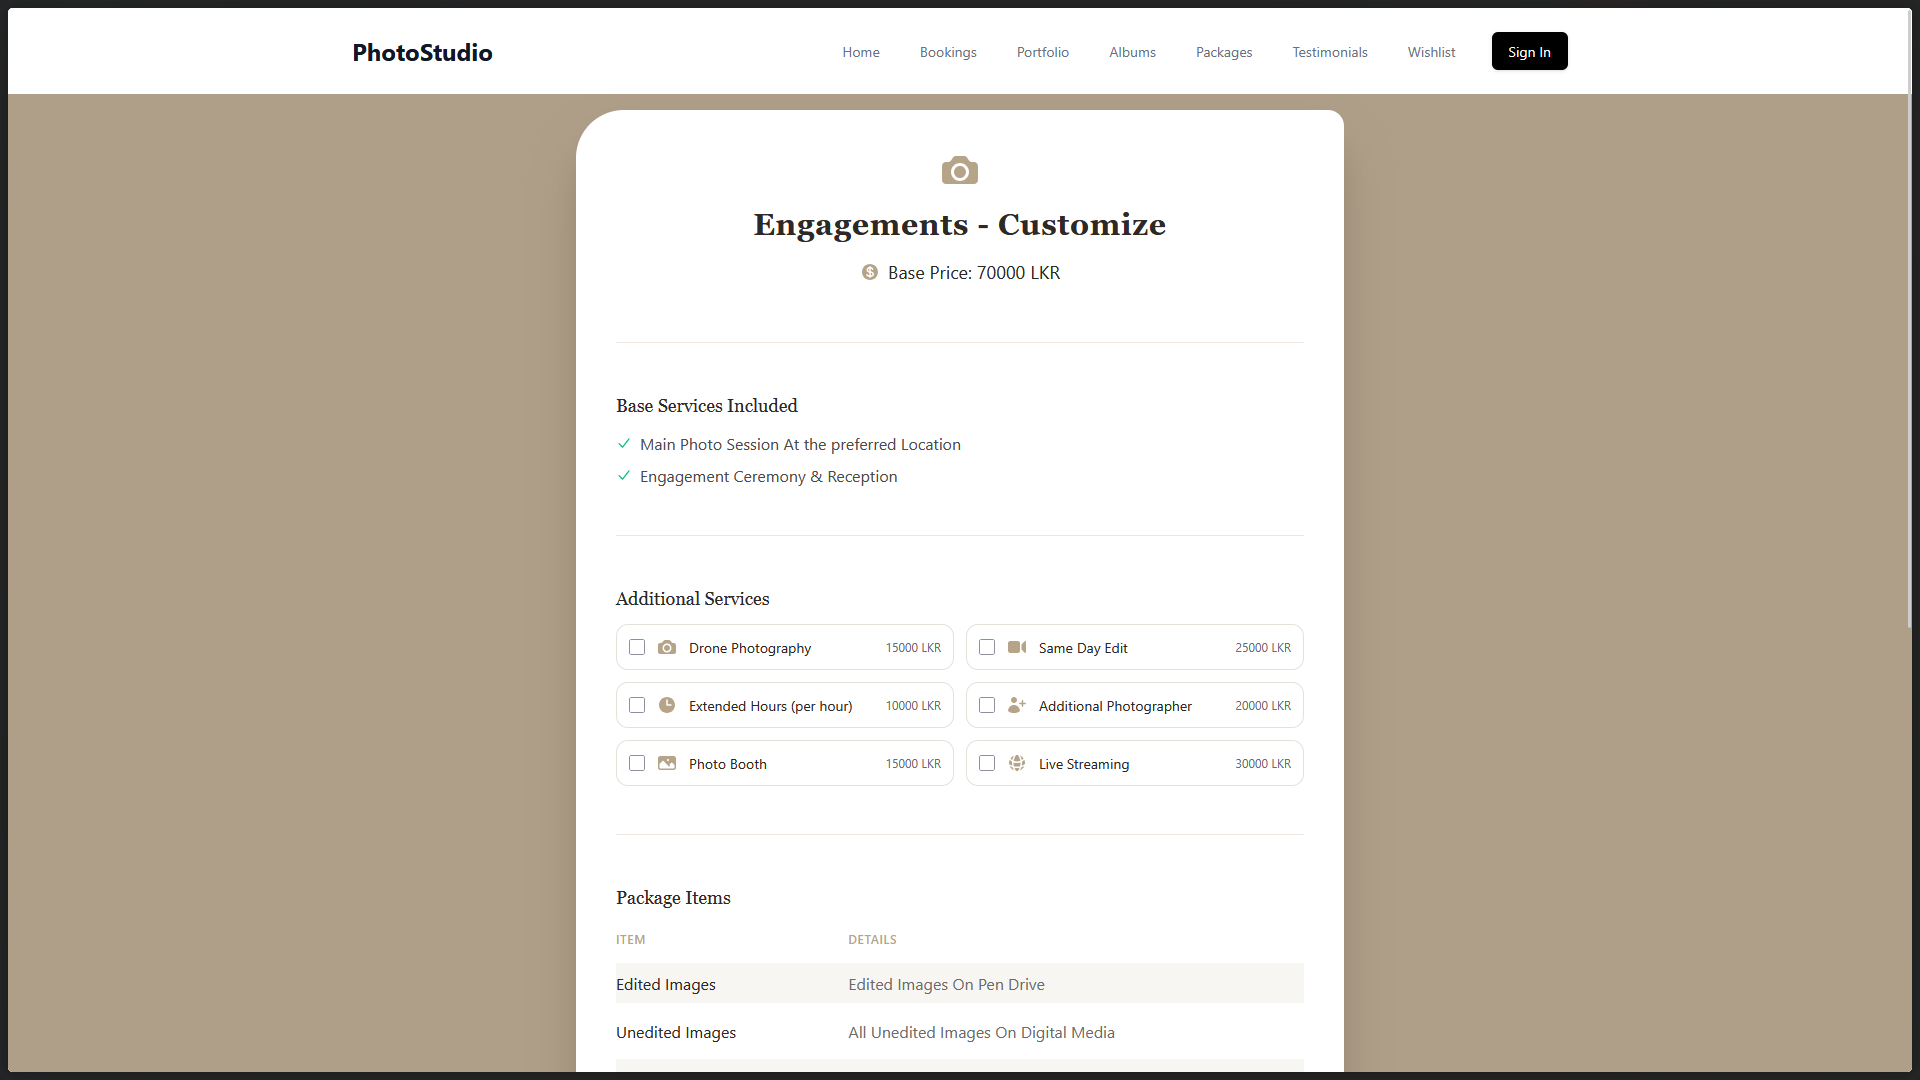 PhotoStudio
Home Bookings Portfolio Albums Packages Testimonials Wishlist Sign In
Engagements - Customize
Base Price: 70000 LKR
Base Services Included
Main Photo Session At the preferred Location
Engagement Ceremony & Reception
Additional Services
Drone Photography 15000 LKR
Same Day Edit 25000 LKR
Extended Hours (per hour) 10000 LKR
Additional Photographer 20000 LKR
Photo Booth 15000 LKR
Live Streaming 30000 LKR
Package Items
ITEM DETAILS
Edited Images Edited Images On Pen Drive
Unedited Images All Unedited Images On Digital Media